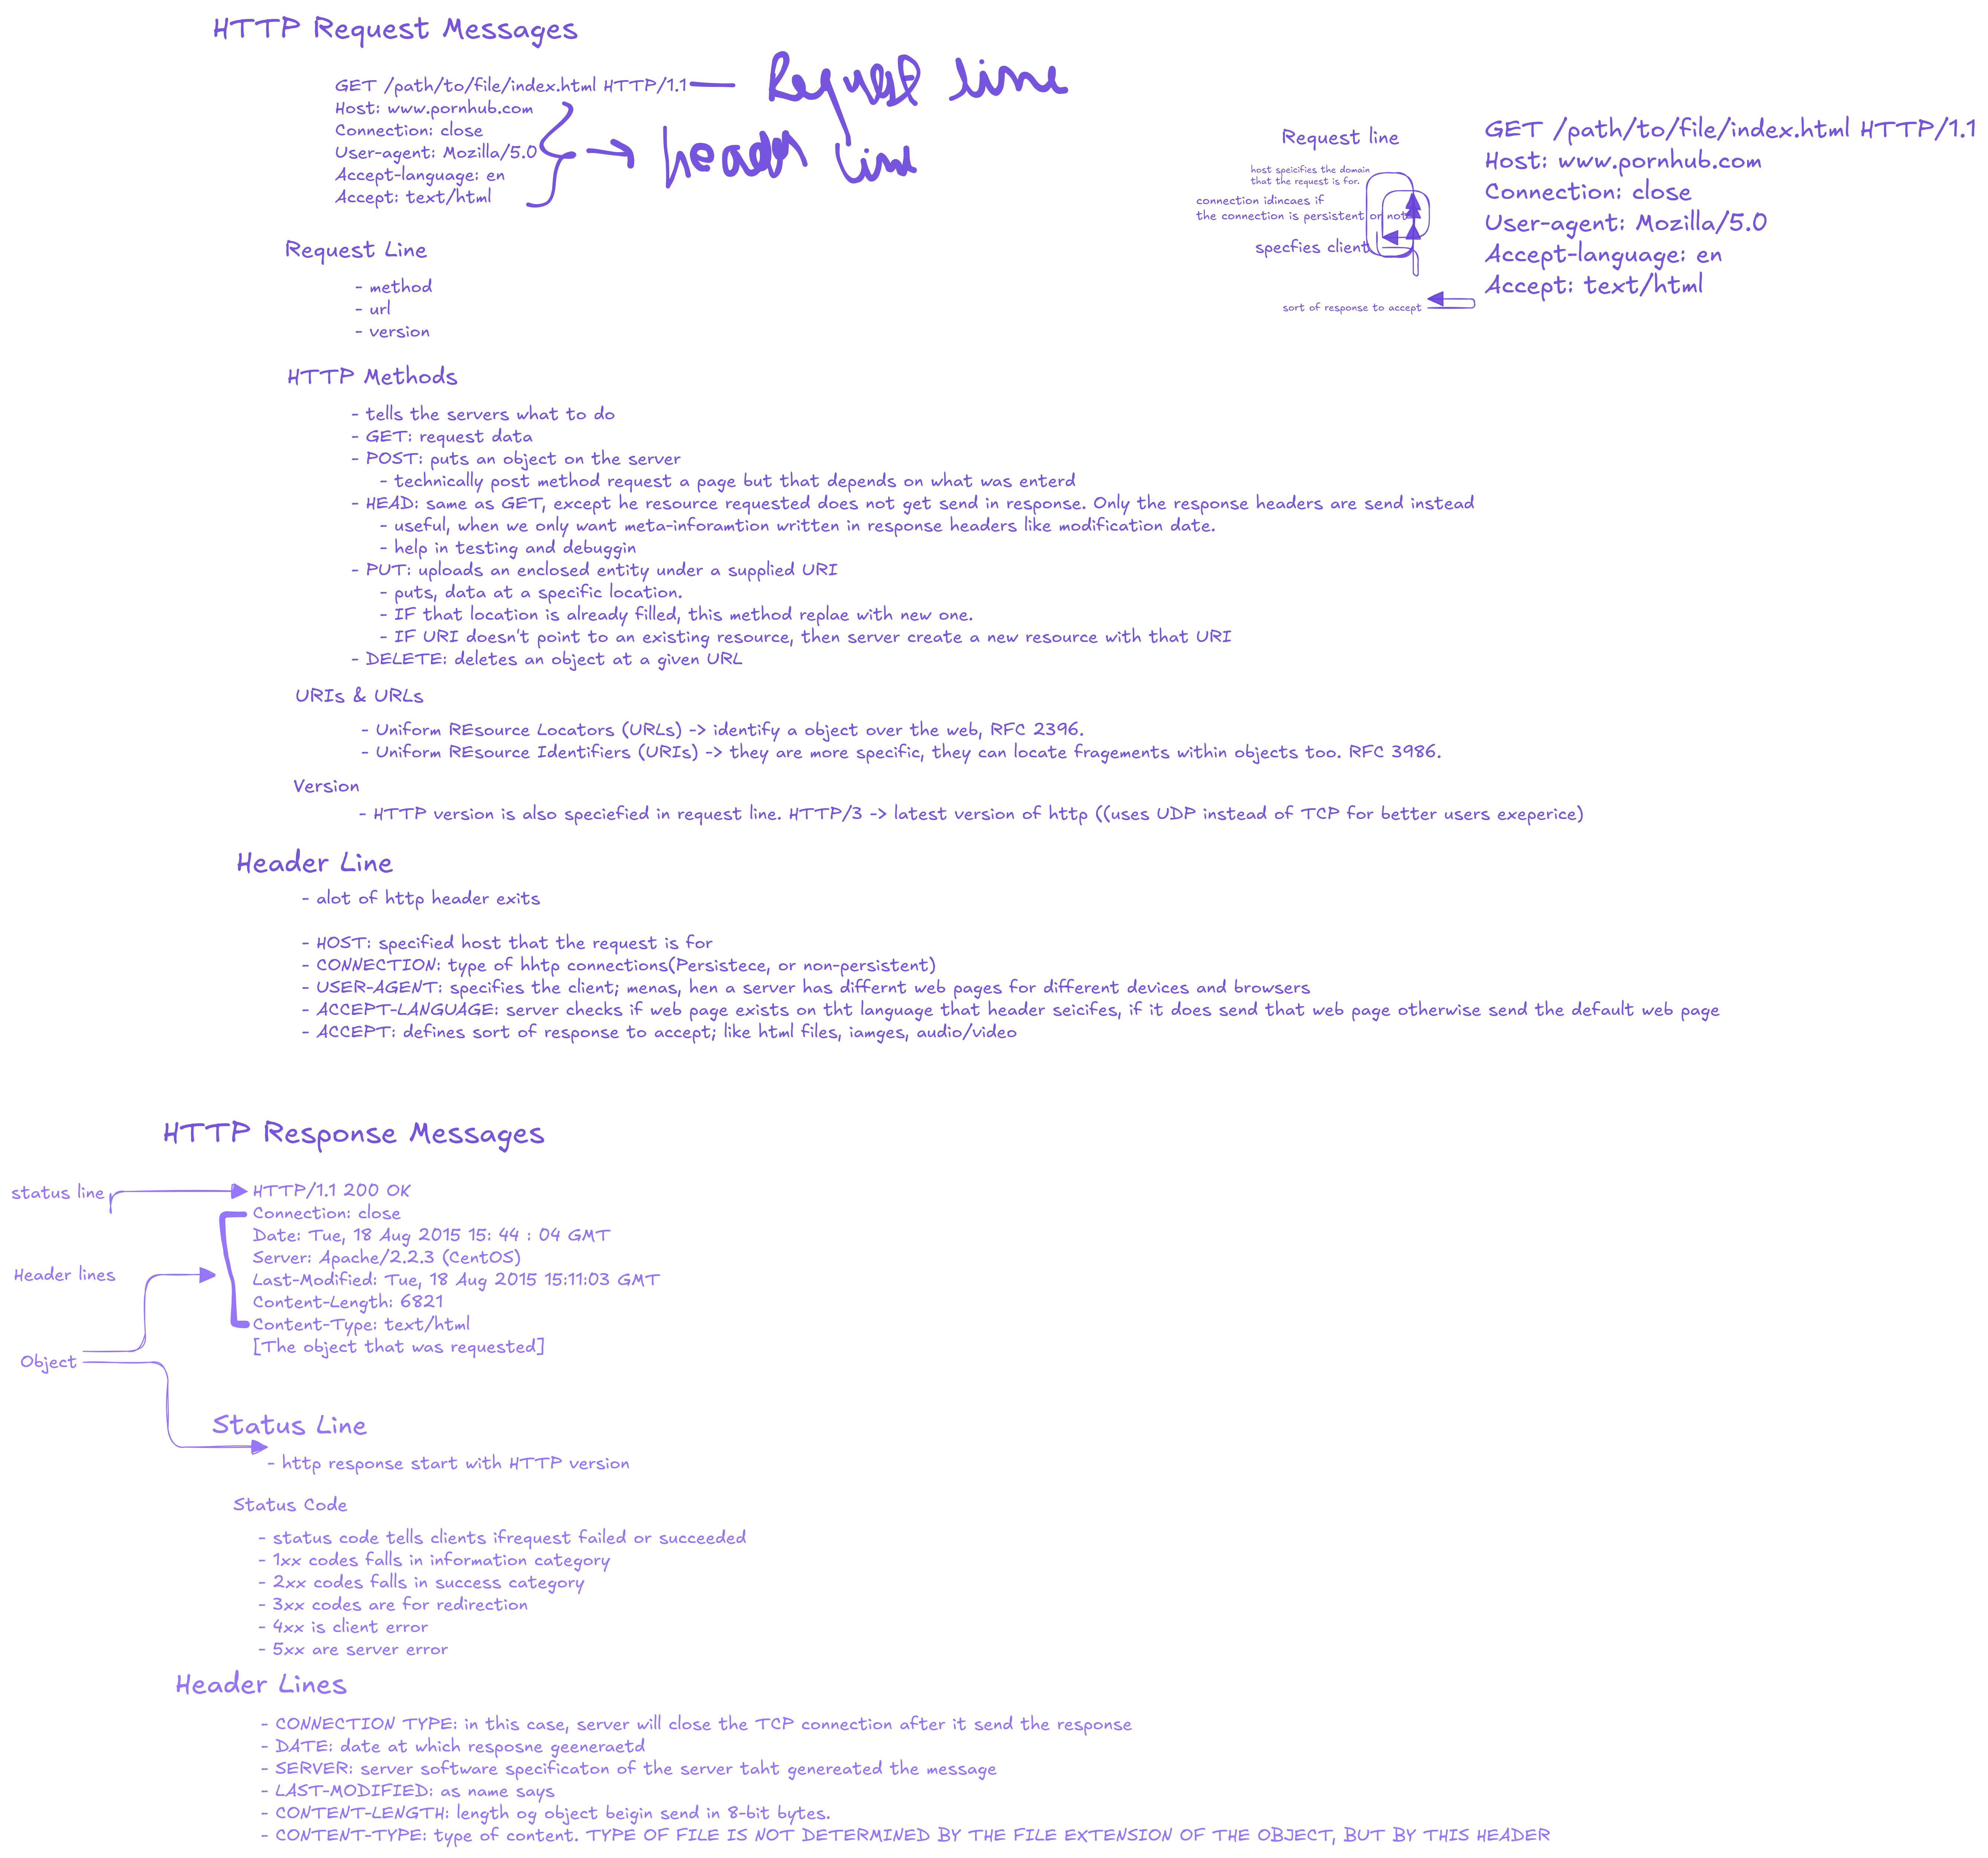 HTTP Request Messages
GET /path/to/file/index.html HTTP/1.1
Request line
Host: www.pornhub.com
Connection: close
User-agent: Mozilla/5.0
Accept-language: en
Accept: text/html
header line
Request line
host speicifies the domain
that the request is for.
connection idincaes if
the connection is persistent or not
specfies client
sort of response to accept
GET /path/to/file/index.html HTTP/1.1
Host: www.pornhub.com
Connection: close
User-agent: Mozilla/5.0
Accept-language: en
Accept: text/html
Request Line
- method
- url
- version
HTTP Methods
- tells the servers what to do
- GET: request data
- POST: puts an object on the server
- technically post method request a page but that depends on what was enterd
- HEAD: same as GET, except he resource requested does not get send in response. Only the response headers are send instead
- useful, when we only want meta-inforamtion written in response headers like modification date.
- help in testing and debuggin
- PUT: uploads an enclosed entity under a supplied URI
- puts, data at a specific location.
- IF that location is already filled, this method replae with new one.
- IF URI doesn't point to an existing resource, then server create a new resource with that URI
- DELETE: deletes an object at a given URL
URIs & URLs
- Uniform REsource Locators (URLs) -> identify a object over the web, RFC 2396.
- Uniform REsource Identifiers (URIs) -> they are more specific, they can locate fragements within objects too. RFC 3986.
Version
- HTTP version is also speciefied in request line. HTTP/3 -> latest version of http ((uses UDP instead of TCP for better users exeperice)
Header Line
- alot of http header exits
- HOST: specified host that the request is for
- CONNECTION: type of hhtp connections(Persistece, or non-persistent)
- USER-AGENT: specifies the client; menas, hen a server has differnt web pages for different devices and browsers
- ACCEPT-LANGUAGE: server checks if web page exists on tht language that header seicifes, if it does send that web page otherwise send the default web page
- ACCEPT: defines sort of response to accept; like html files, iamges, audio/video
HTTP Response Messages
status line
Header lines
Object
HTTP/1.1 200 OK
Connection: close
Date: Tue, 18 Aug 2015 15: 44 : 04 GMT
Server: Apache/2.2.3 (CentOS)
Last-Modified: Tue, 18 Aug 2015 15:11:03 GMT
Content-Length: 6821
Content-Type: text/html
[The object that was requested]
Status Line
- http response start with HTTP version
Status Code
- status code tells clients ifrequest failed or succeeded
- 1xx codes falls in information category
- 2xx codes falls in success category
- 3xx codes are for redirection
- 4xx is client error
- 5xx are server error
Header Lines
- CONNECTION TYPE: in this case, server will close the TCP connection after it send the response
- DATE: date at which resposne geeneraetd
- SERVER: server software specificaton of the server taht genereated the message
- LAST-MODIFIED: as name says
- CONTENT-LENGTH: length og object beigin send in 8-bit bytes.
- CONTENT-TYPE: type of content. TYPE OF FILE IS NOT DETERMINED BY THE FILE EXTENSION OF THE OBJECT, BUT BY THIS HEADER